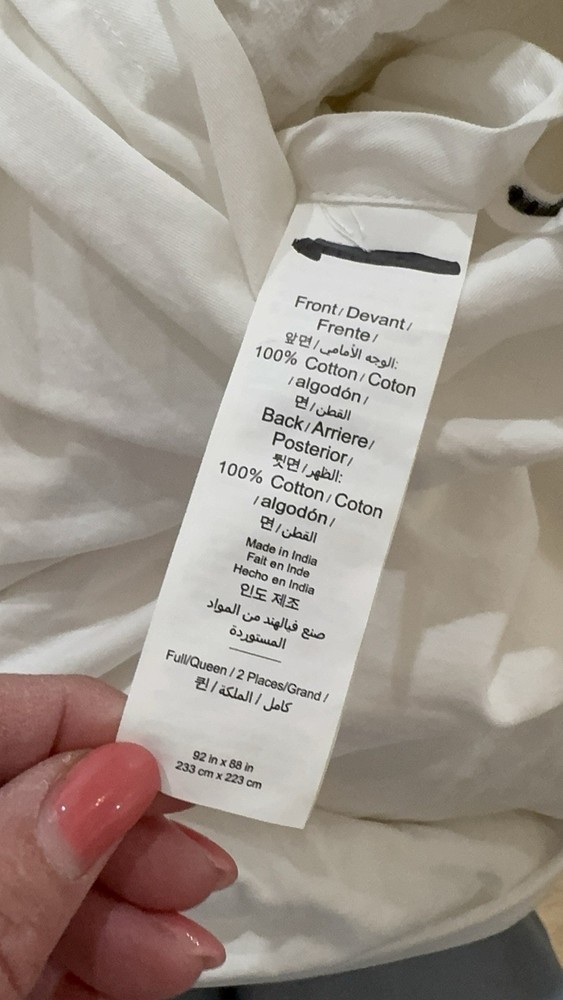 Front / Devant /
Frente /
앞면 / الوجه الأمامي:
100% Cotton / Coton
/ algodón /
면 / القطن
Back / Arriere /
Posterior /
뒷면 / الظهر:
100% Cotton / Coton
/ algodón /
면 / القطن
Made in India
Fait en Inde
Hecho en India
인도 제조
صنع فيالهند من المواد
المستوردة
Full/Queen / 2 Places/Grand /
퀸 / الملكة / كامل
92 in x 88 in
233 cm x 223 cm